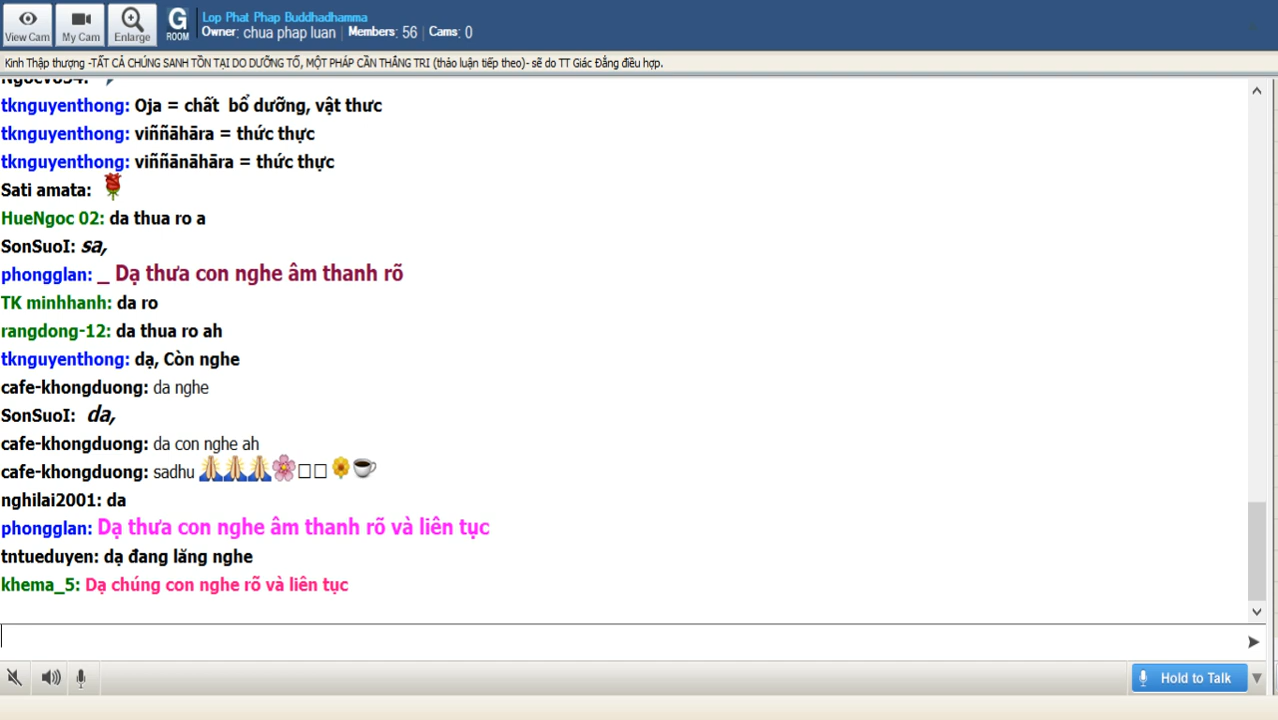 View Cam
My Cam
Enlarge
G
ROOM
Lop Phat Phap Buddhadhamma
Owner: chua phap luan | Members: 56 | Cams: 0
Kinh Thập thượng -TẤT CẢ CHÚNG SANH TỒN TẠI DO DƯỠNG TỐ, MỘT PHÁP CẦN THẮNG TRI (thảo luận tiếp theo)- sẽ do TT Giác Đẳng điều hợp.
tknguyenthong: Oja = chất bổ dưỡng, vật thưc
tknguyenthong: viññāhāra = thức thực
tknguyenthong: viññānāhāra = thức thực
Sati amata:
HueNgoc 02: da thua ro a
SonSuoI: sa,
phongglan: _ Dạ thưa con nghe âm thanh rõ
TK minhhanh: da ro
rangdong-12: da thua ro ah
tknguyenthong: dạ, Còn nghe
cafe-khongduong: da nghe
SonSuoI: da,
cafe-khongduong: da con nghe ah
cafe-khongduong: sadhu 🙏🙏🙏🌸□□🌼☕
nghilai2001: da
phongglan: Dạ thưa con nghe âm thanh rõ và liên tục
tntueduyen: dạ đang lăng nghe
khema_5: Dạ chúng con nghe rõ và liên tục
Hold to Talk